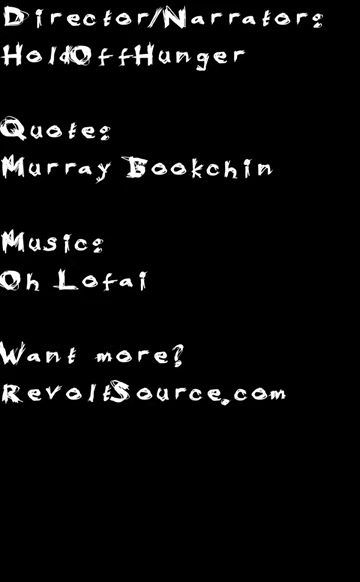 Director/Narrator:
HoldOffHunger
Quote:
Murray Bookchin
Music:
Oh Lofai
Want more?
RevoltSource.com